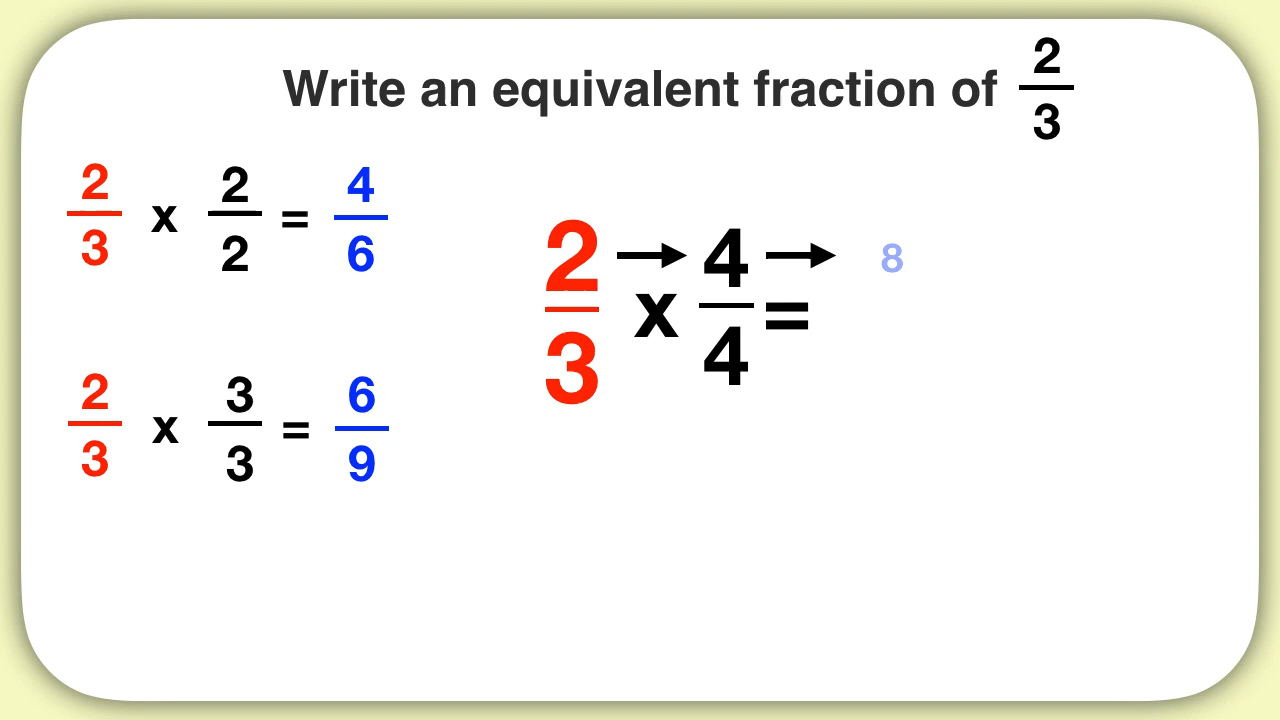 Write an equivalent fraction of 2/3
2/3 x 2/2 = 4/6
2/3 x 3/3 = 6/9
2/3 → x 4/4 → = 8